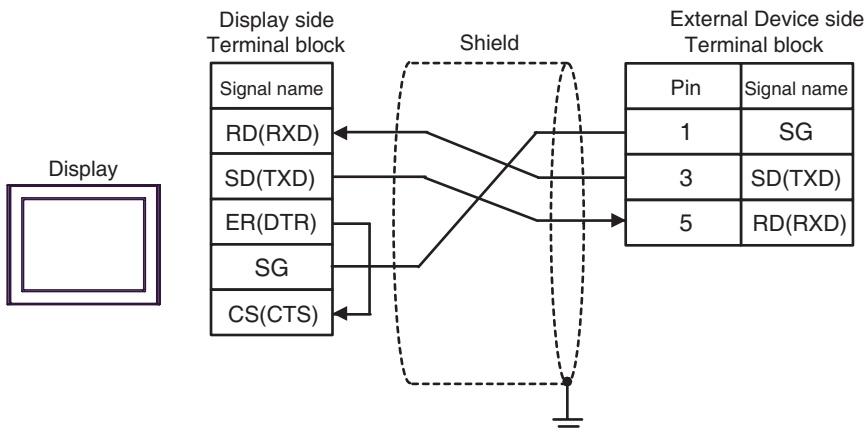 Display side
Terminal block
Shield
External Device side
Terminal block
Signal name
Pin
Signal name
RD(RXD)
1
SG
Display
SD(TXD)
3
SD(TXD)
ER(DTR)
5
RD(RXD)
SG
CS(CTS)